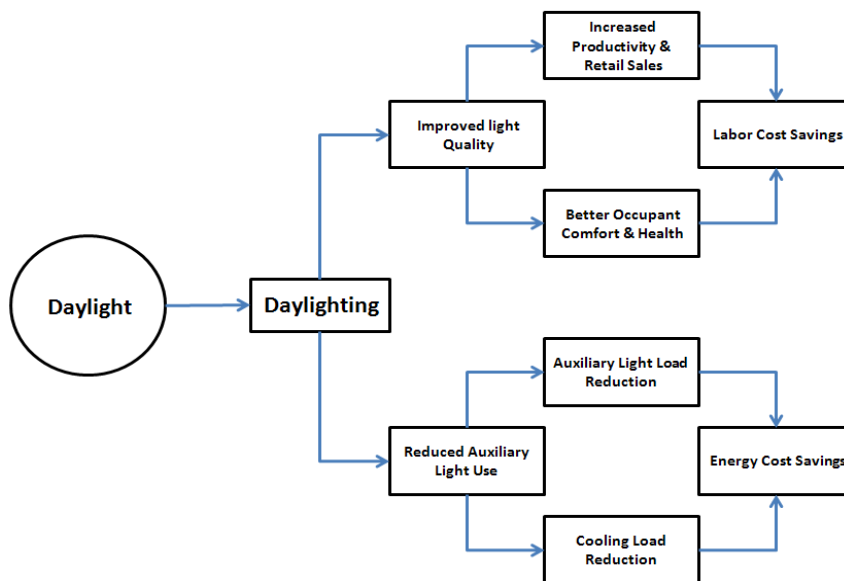 Increased
Productivity &
Retail Sales
Improved light
Quality
Labor Cost Savings
Better Occupant
Comfort & Health
Daylight
Daylighting
Auxiliary Light Load
Reduction
Reduced Auxiliary
Light Use
Energy Cost Savings
Cooling Load
Reduction